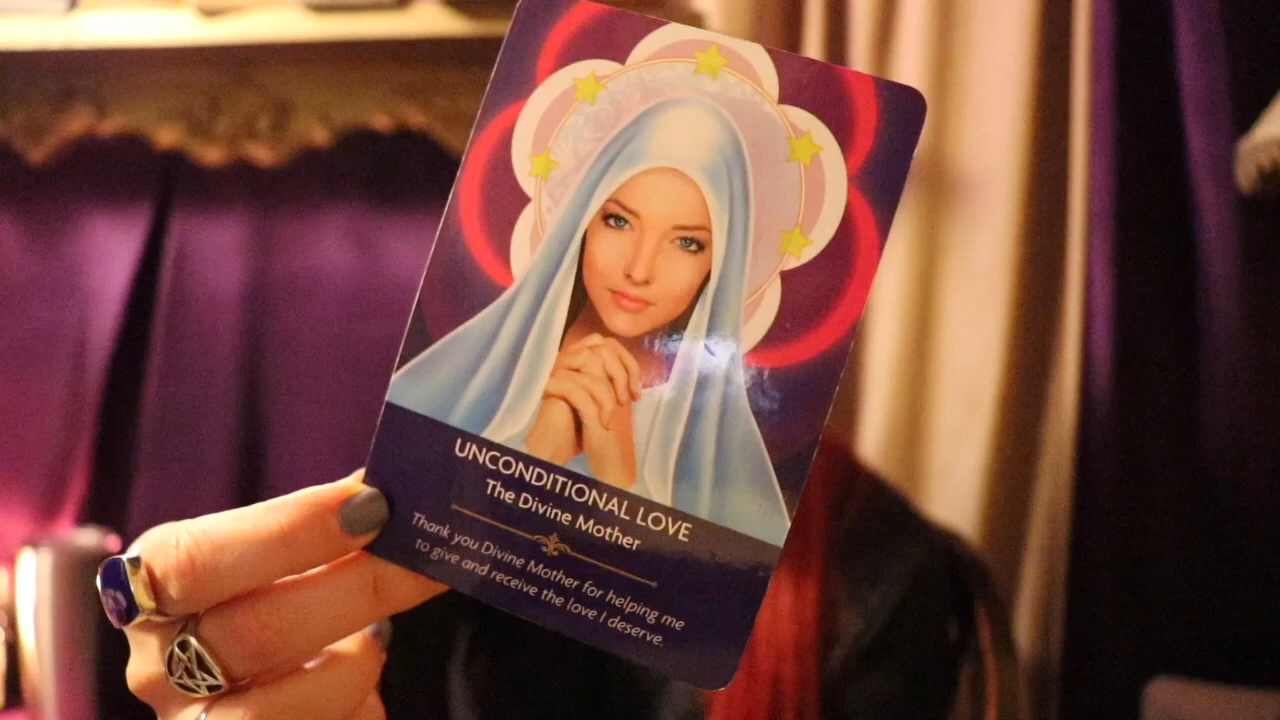 UNCONDITIONAL LOVE
The Divine Mother
Thank you Divine Mother for helping me
to give and receive the love I deserve.